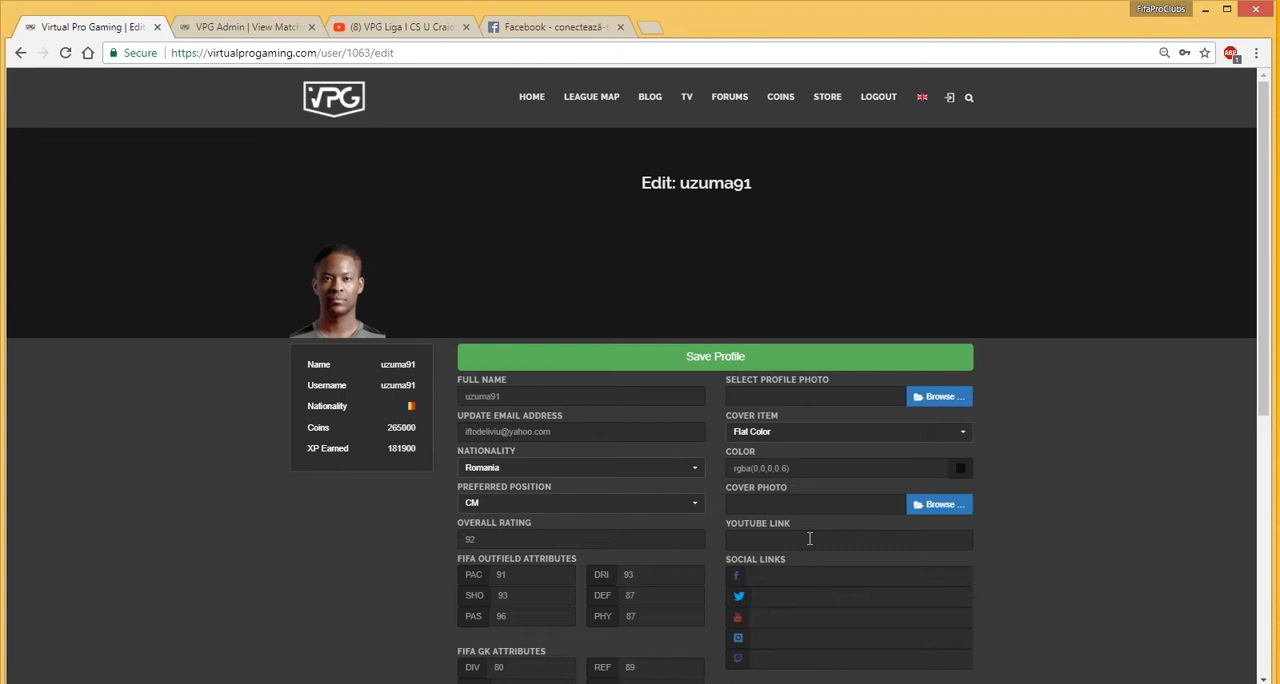 FifaProClubs
Virtual Pro Gaming | Edit
VPG Admin | View Match
(8) VPG Liga I CS U Craio
Facebook - conectează-t
Secure https://virtualprogaming.com/user/1063/edit
ABP 1
VPG HOME LEAGUE MAP BLOG TV FORUMS COINS STORE LOGOUT
Edit: uzuma91
Save Profile
Name uzuma91
Username uzuma91
Nationality
Coins 265000
XP Earned 181900
FULL NAME
uzuma91
UPDATE EMAIL ADDRESS
iftodeliviu@yahoo.com
NATIONALITY
Romania
PREFERRED POSITION
CM
OVERALL RATING
92
FIFA OUTFIELD ATTRIBUTES
PAC 91 DRI 93
SHO 93 DEF 87
PAS 96 PHY 87
FIFA GK ATTRIBUTES
DIV 80 REF 89
SELECT PROFILE PHOTO
Browse ...
COVER ITEM
Flat Color
COLOR
rgba(0,0,0,0.6)
COVER PHOTO
Browse ...
YOUTUBE LINK
SOCIAL LINKS